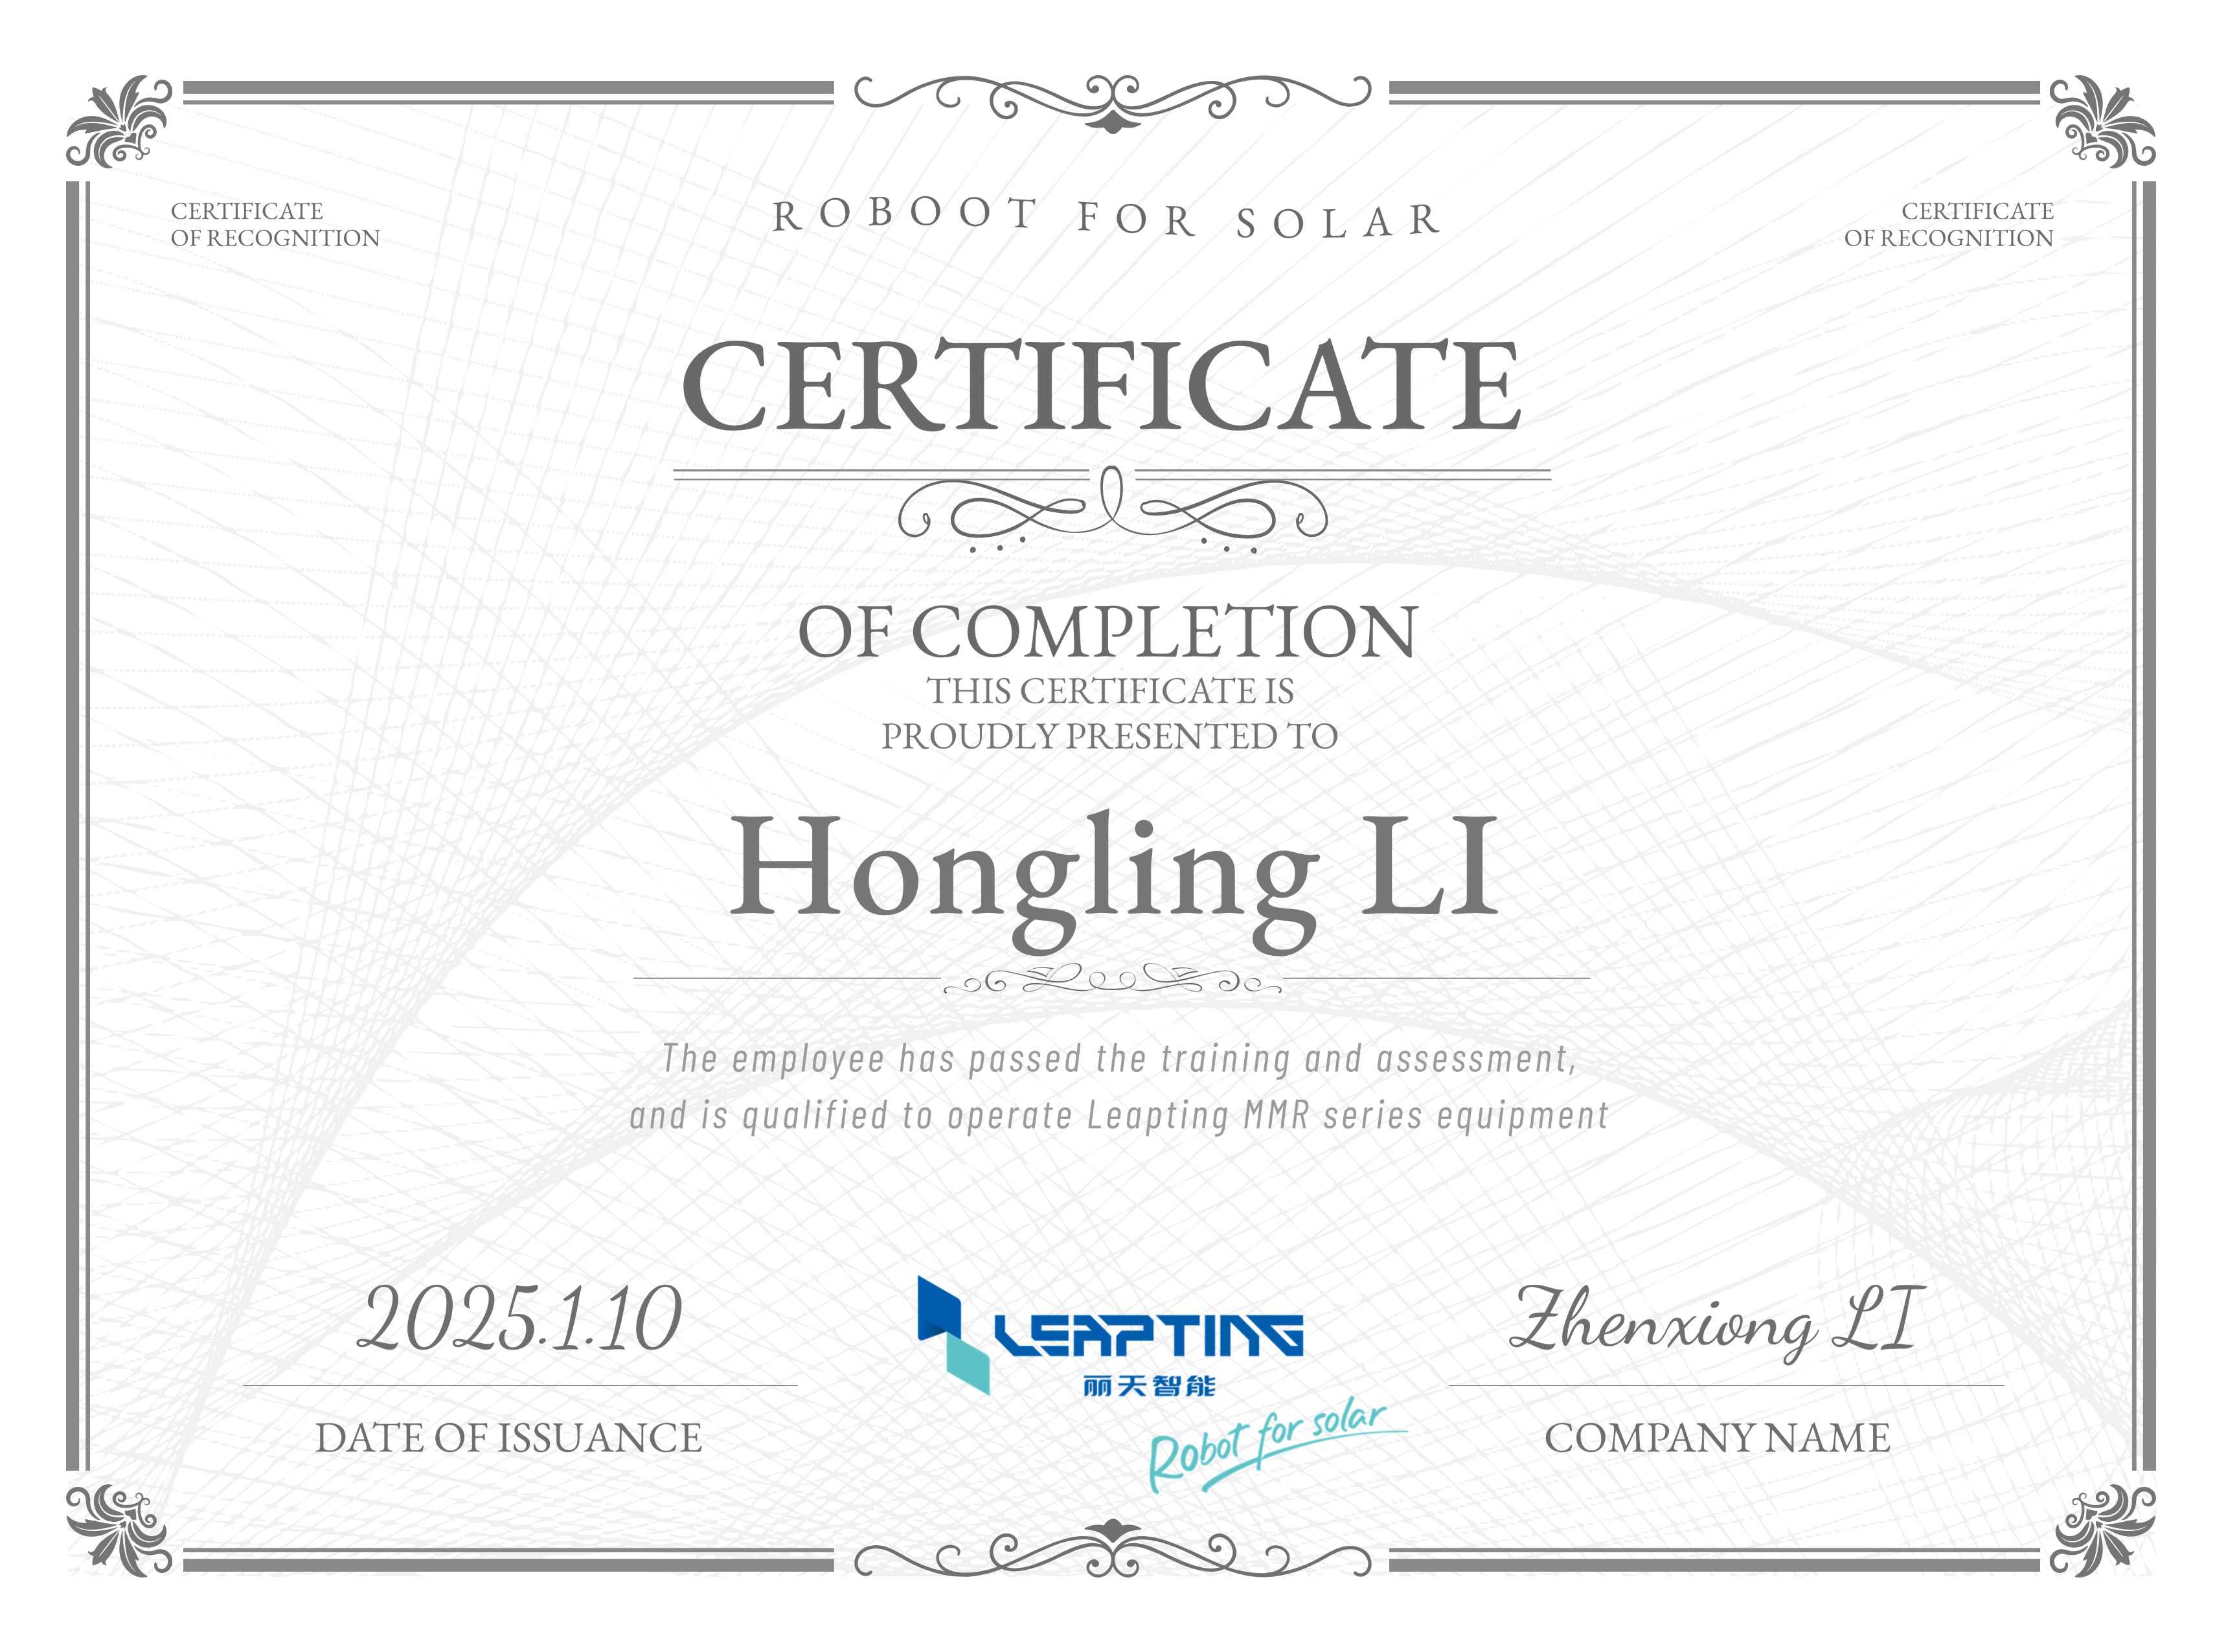 CERTIFICATE
OF RECOGNITION
ROBOOT FOR SOLAR
CERTIFICATE
OF RECOGNITION
CERTIFICATE
OF COMPLETION
THIS CERTIFICATE IS
PROUDLY PRESENTED TO
Hongling LI
The employee has passed the training and assessment,
and is qualified to operate Leapting MMR series equipment
2025.1.10
DATE OF ISSUANCE
LEAPTING
丽天智能
Robot for solar
Zhenxiong LI
COMPANY NAME